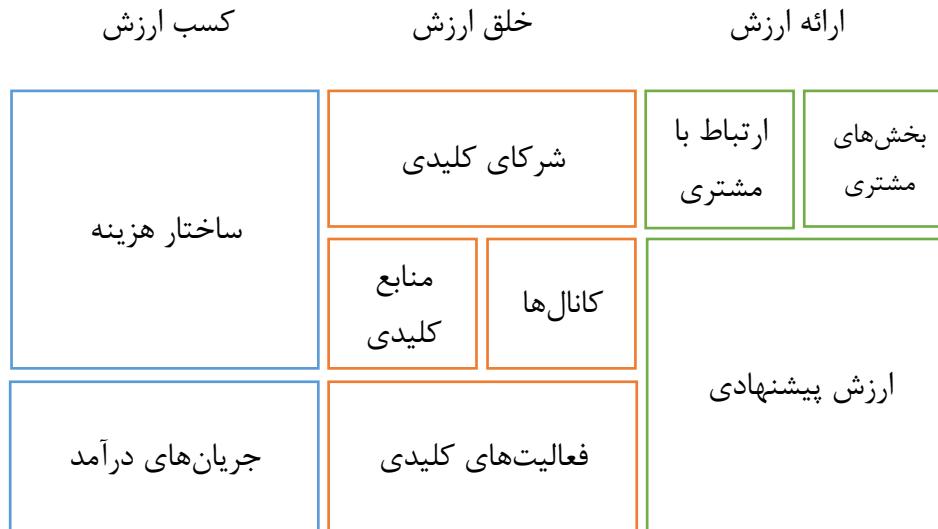 ارائه ارزش
خلق ارزش
کسب ارزش
بخش‌های
مشتری
ارتباط با
مشتری
شرکای کلیدی
ساختار هزینه
کانال‌ها
منابع
کلیدی
ارزش پیشنهادی
فعالیت‌های کلیدی
جریان‌های درآمد